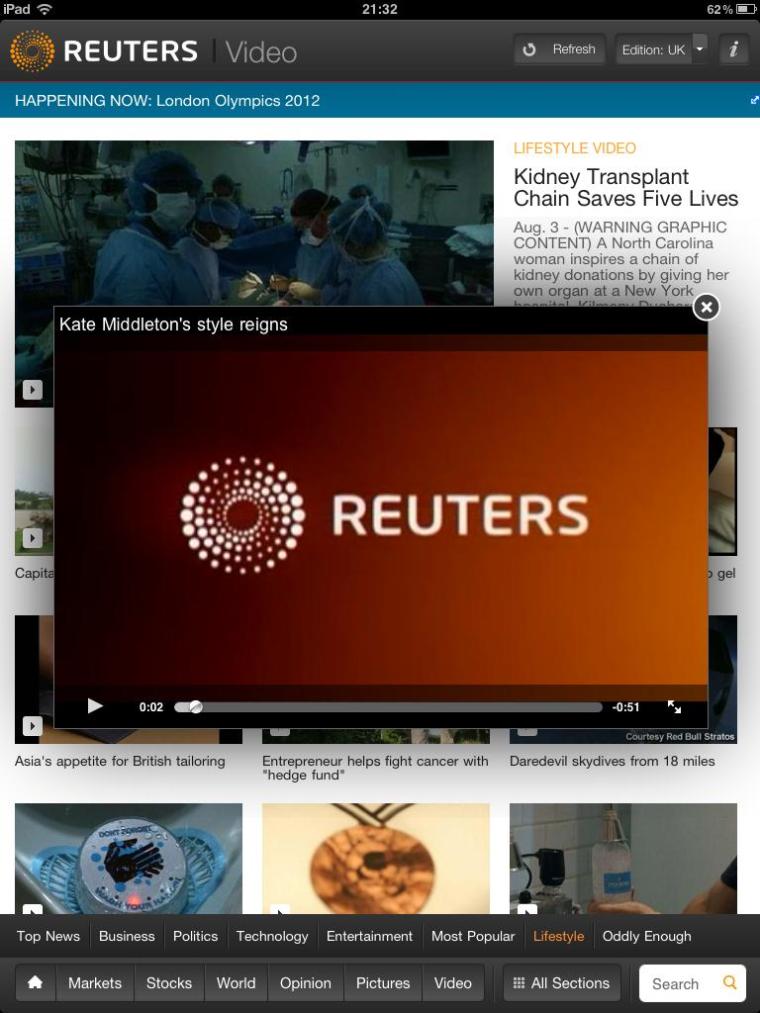 iPad
21:32
62%
REUTERS Video
Refresh
Edition: UK
i
HAPPENING NOW: London Olympics 2012
LIFESTYLE VIDEO
Kidney Transplant
Chain Saves Five Lives
Aug. 3 - (WARNING GRAPHIC
CONTENT) A North Carolina
woman inspires a chain of
kidney donations by giving her
own organ at a New York
Kate Middleton's style reigns
REUTERS
0:02
-0:51
Capita
o gel
Courtesy Red Bull Stratos
Asia's appetite for British tailoring
Entrepreneur helps fight cancer with
"hedge fund"
Daredevil skydives from 18 miles
DON'T FORGET
WASH YOUR HANDS
Top News
Business
Politics
Technology
Entertainment
Most Popular
Lifestyle
Oddly Enough
Markets
Stocks
World
Opinion
Pictures
Video
All Sections
Search